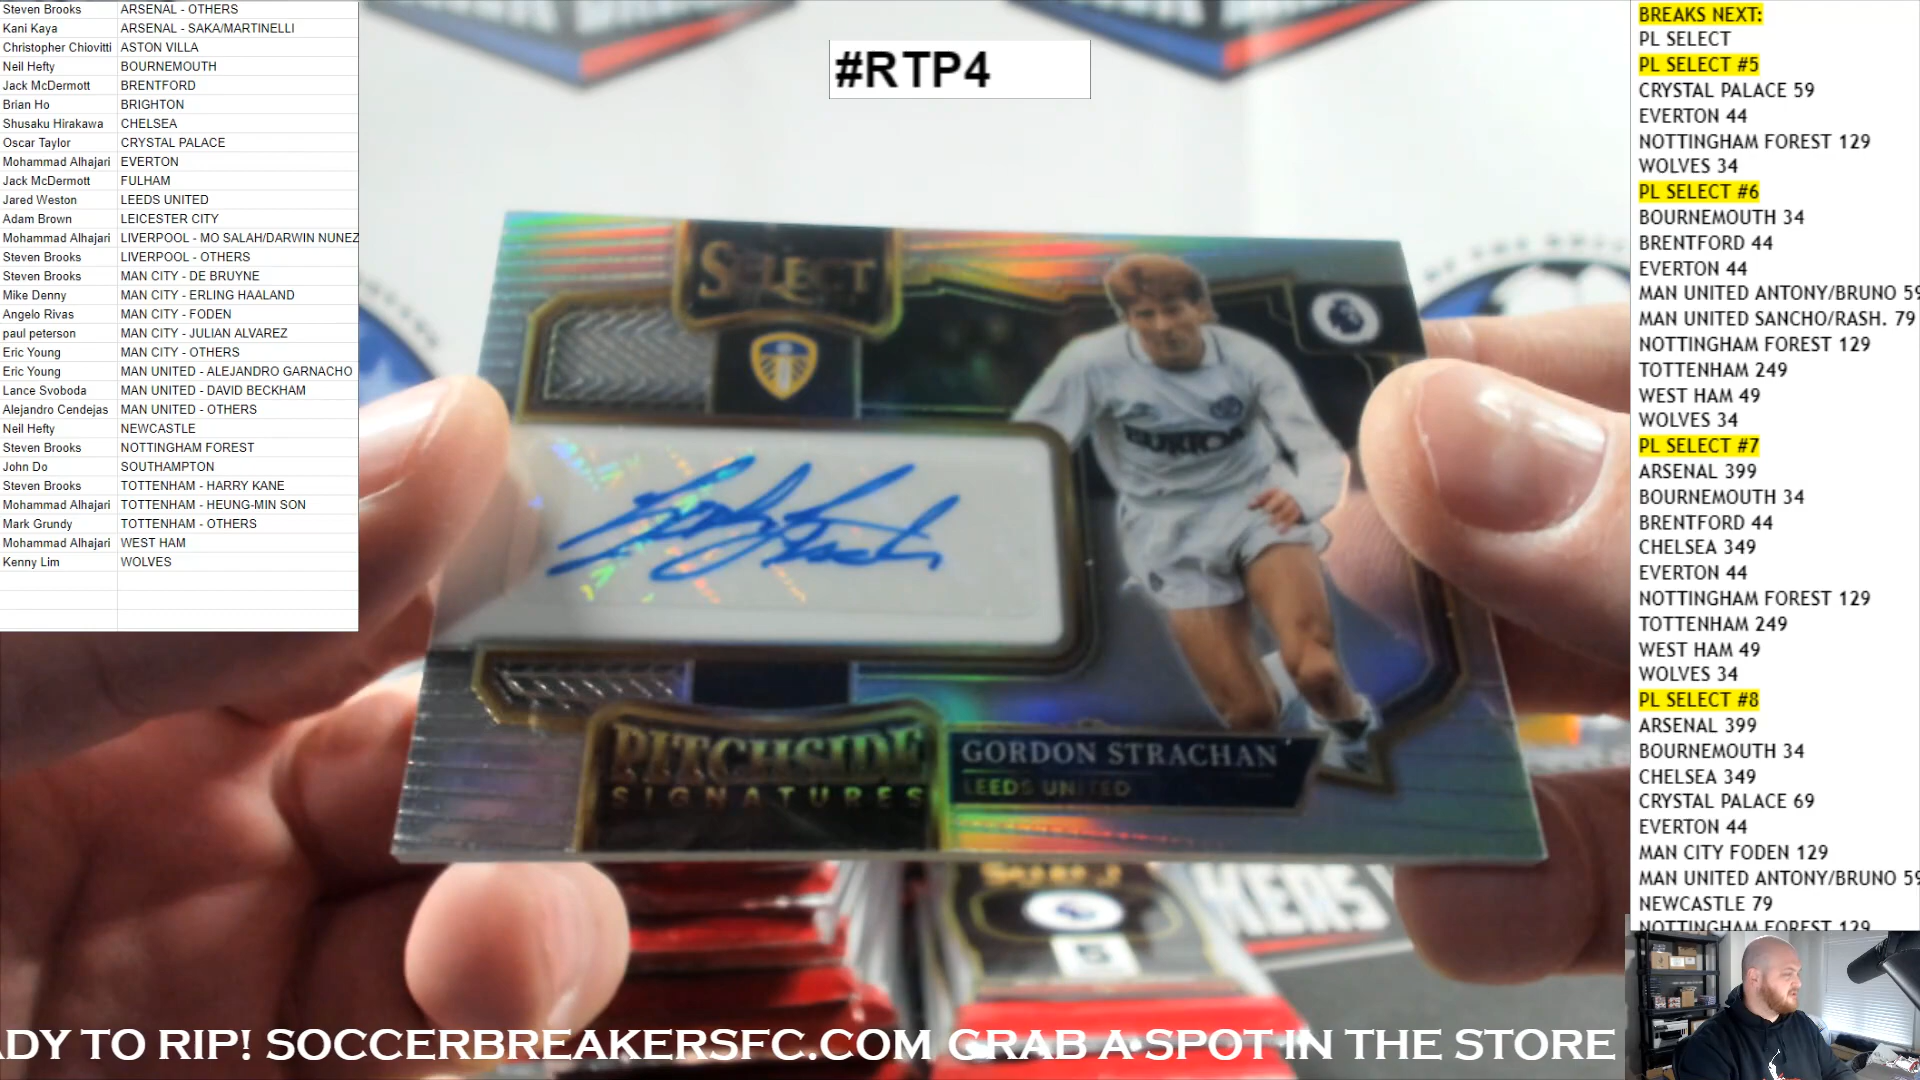 Steven Brooks ARSENAL - OTHERS
Kani Kaya ARSENAL - SAKA/MARTINELLI
Christopher Chiovitti ASTON VILLA
Neil Hefty BOURNEMOUTH
Jack McDermott BRENTFORD
Brian Ho BRIGHTON
Shusaku Hirakawa CHELSEA
Oscar Taylor CRYSTAL PALACE
Mohammad Alhajari EVERTON
Jack McDermott FULHAM
Jared Weston LEEDS UNITED
Adam Brown LEICESTER CITY
Mohammad Alhajari LIVERPOOL - MO SALAH/DARWIN NUNEZ
Steven Brooks LIVERPOOL - OTHERS
Steven Brooks MAN CITY - DE BRUYNE
Mike Denny MAN CITY - ERLING HAALAND
Angelo Rivas MAN CITY - FODEN
paul peterson MAN CITY - JULIAN ALVAREZ
Eric Young MAN CITY - OTHERS
Eric Young MAN UNITED - ALEJANDRO GARNACHO
Lance Svoboda MAN UNITED - DAVID BECKHAM
Alejandro Cendejas MAN UNITED - OTHERS
Neil Hefty NEWCASTLE
Steven Brooks NOTTINGHAM FOREST
John Do SOUTHAMPTON
Steven Brooks TOTTENHAM - HARRY KANE
Mohammad Alhajari TOTTENHAM - HEUNG-MIN SON
Mark Grundy TOTTENHAM - OTHERS
Mohammad Alhajari WEST HAM
Kenny Lim WOLVES
#RTP4
SELECT
BURTON
PITCHSIDE
SIGNATURES
GORDON STRACHAN
LEEDS UNITED
5
KERS
BREAKS NEXT:
PL SELECT
PL SELECT #5
CRYSTAL PALACE 59
EVERTON 44
NOTTINGHAM FOREST 129
WOLVES 34
PL SELECT #6
BOURNEMOUTH 34
BRENTFORD 44
EVERTON 44
MAN UNITED ANTONY/BRUNO 59
MAN UNITED SANCHO/RASH. 79
NOTTINGHAM FOREST 129
TOTTENHAM 249
WEST HAM 49
WOLVES 34
PL SELECT #7
ARSENAL 399
BOURNEMOUTH 34
BRENTFORD 44
CHELSEA 349
EVERTON 44
NOTTINGHAM FOREST 129
TOTTENHAM 249
WEST HAM 49
WOLVES 34
PL SELECT #8
ARSENAL 399
BOURNEMOUTH 34
CHELSEA 349
CRYSTAL PALACE 69
EVERTON 44
MAN CITY FODEN 129
MAN UNITED ANTONY/BRUNO 59
NEWCASTLE 79
NOTTINGHAM FOREST 129
ADY TO RIP! SOCCERBREAKERSFC.COM GRAB A SPOT IN THE STORE